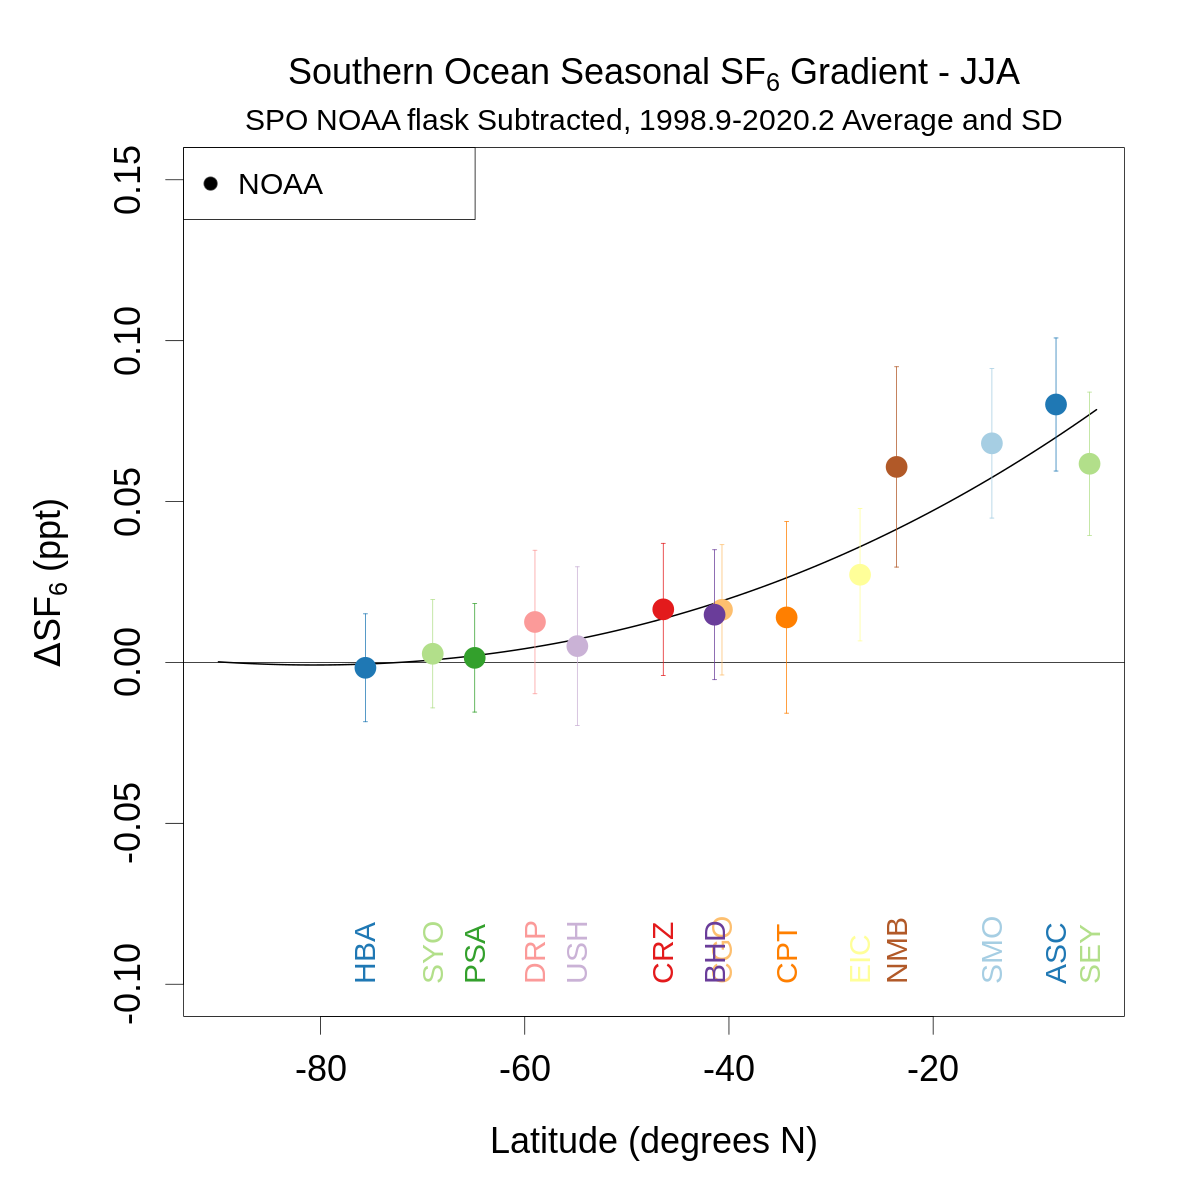 Southern Ocean Seasonal SF6 Gradient - JJA
SPO NOAA flask Subtracted, 1998.9-2020.2 Average and SD
NOAA
ΔSF6 (ppt)
0.15
0.10
0.05
0.00
-0.05
-0.10
HBA
SYO
PSA
DRP
USH
CRZ
BHD
CPT
EIC
NMB
SMO
ASC
SEY
-80
-60
-40
-20
Latitude (degrees N)